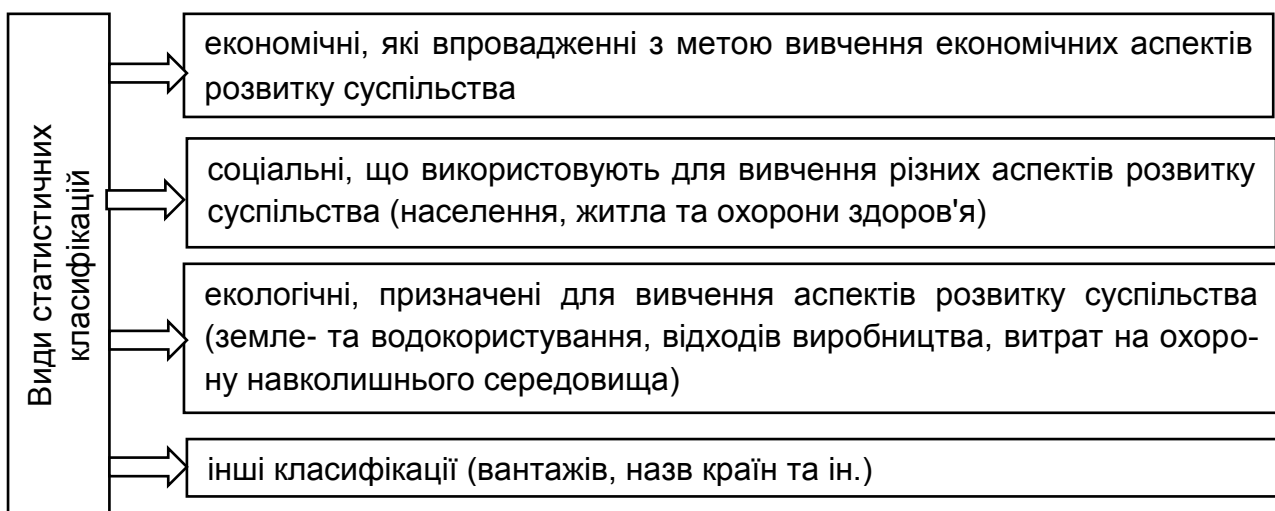 Види статистичних
класифікацій
економічні, які впровадженні з метою вивчення економічних аспектів
розвитку суспільства
соціальні, що використовують для вивчення різних аспектів розвитку
суспільства (населення, житла та охорони здоров'я)
екологічні, призначені для вивчення аспектів розвитку суспільства
(земле- та водокористування, відходів виробництва, витрат на охоро-
ну навколишнього середовища)
інші класифікації (вантажів, назв країн та ін.)